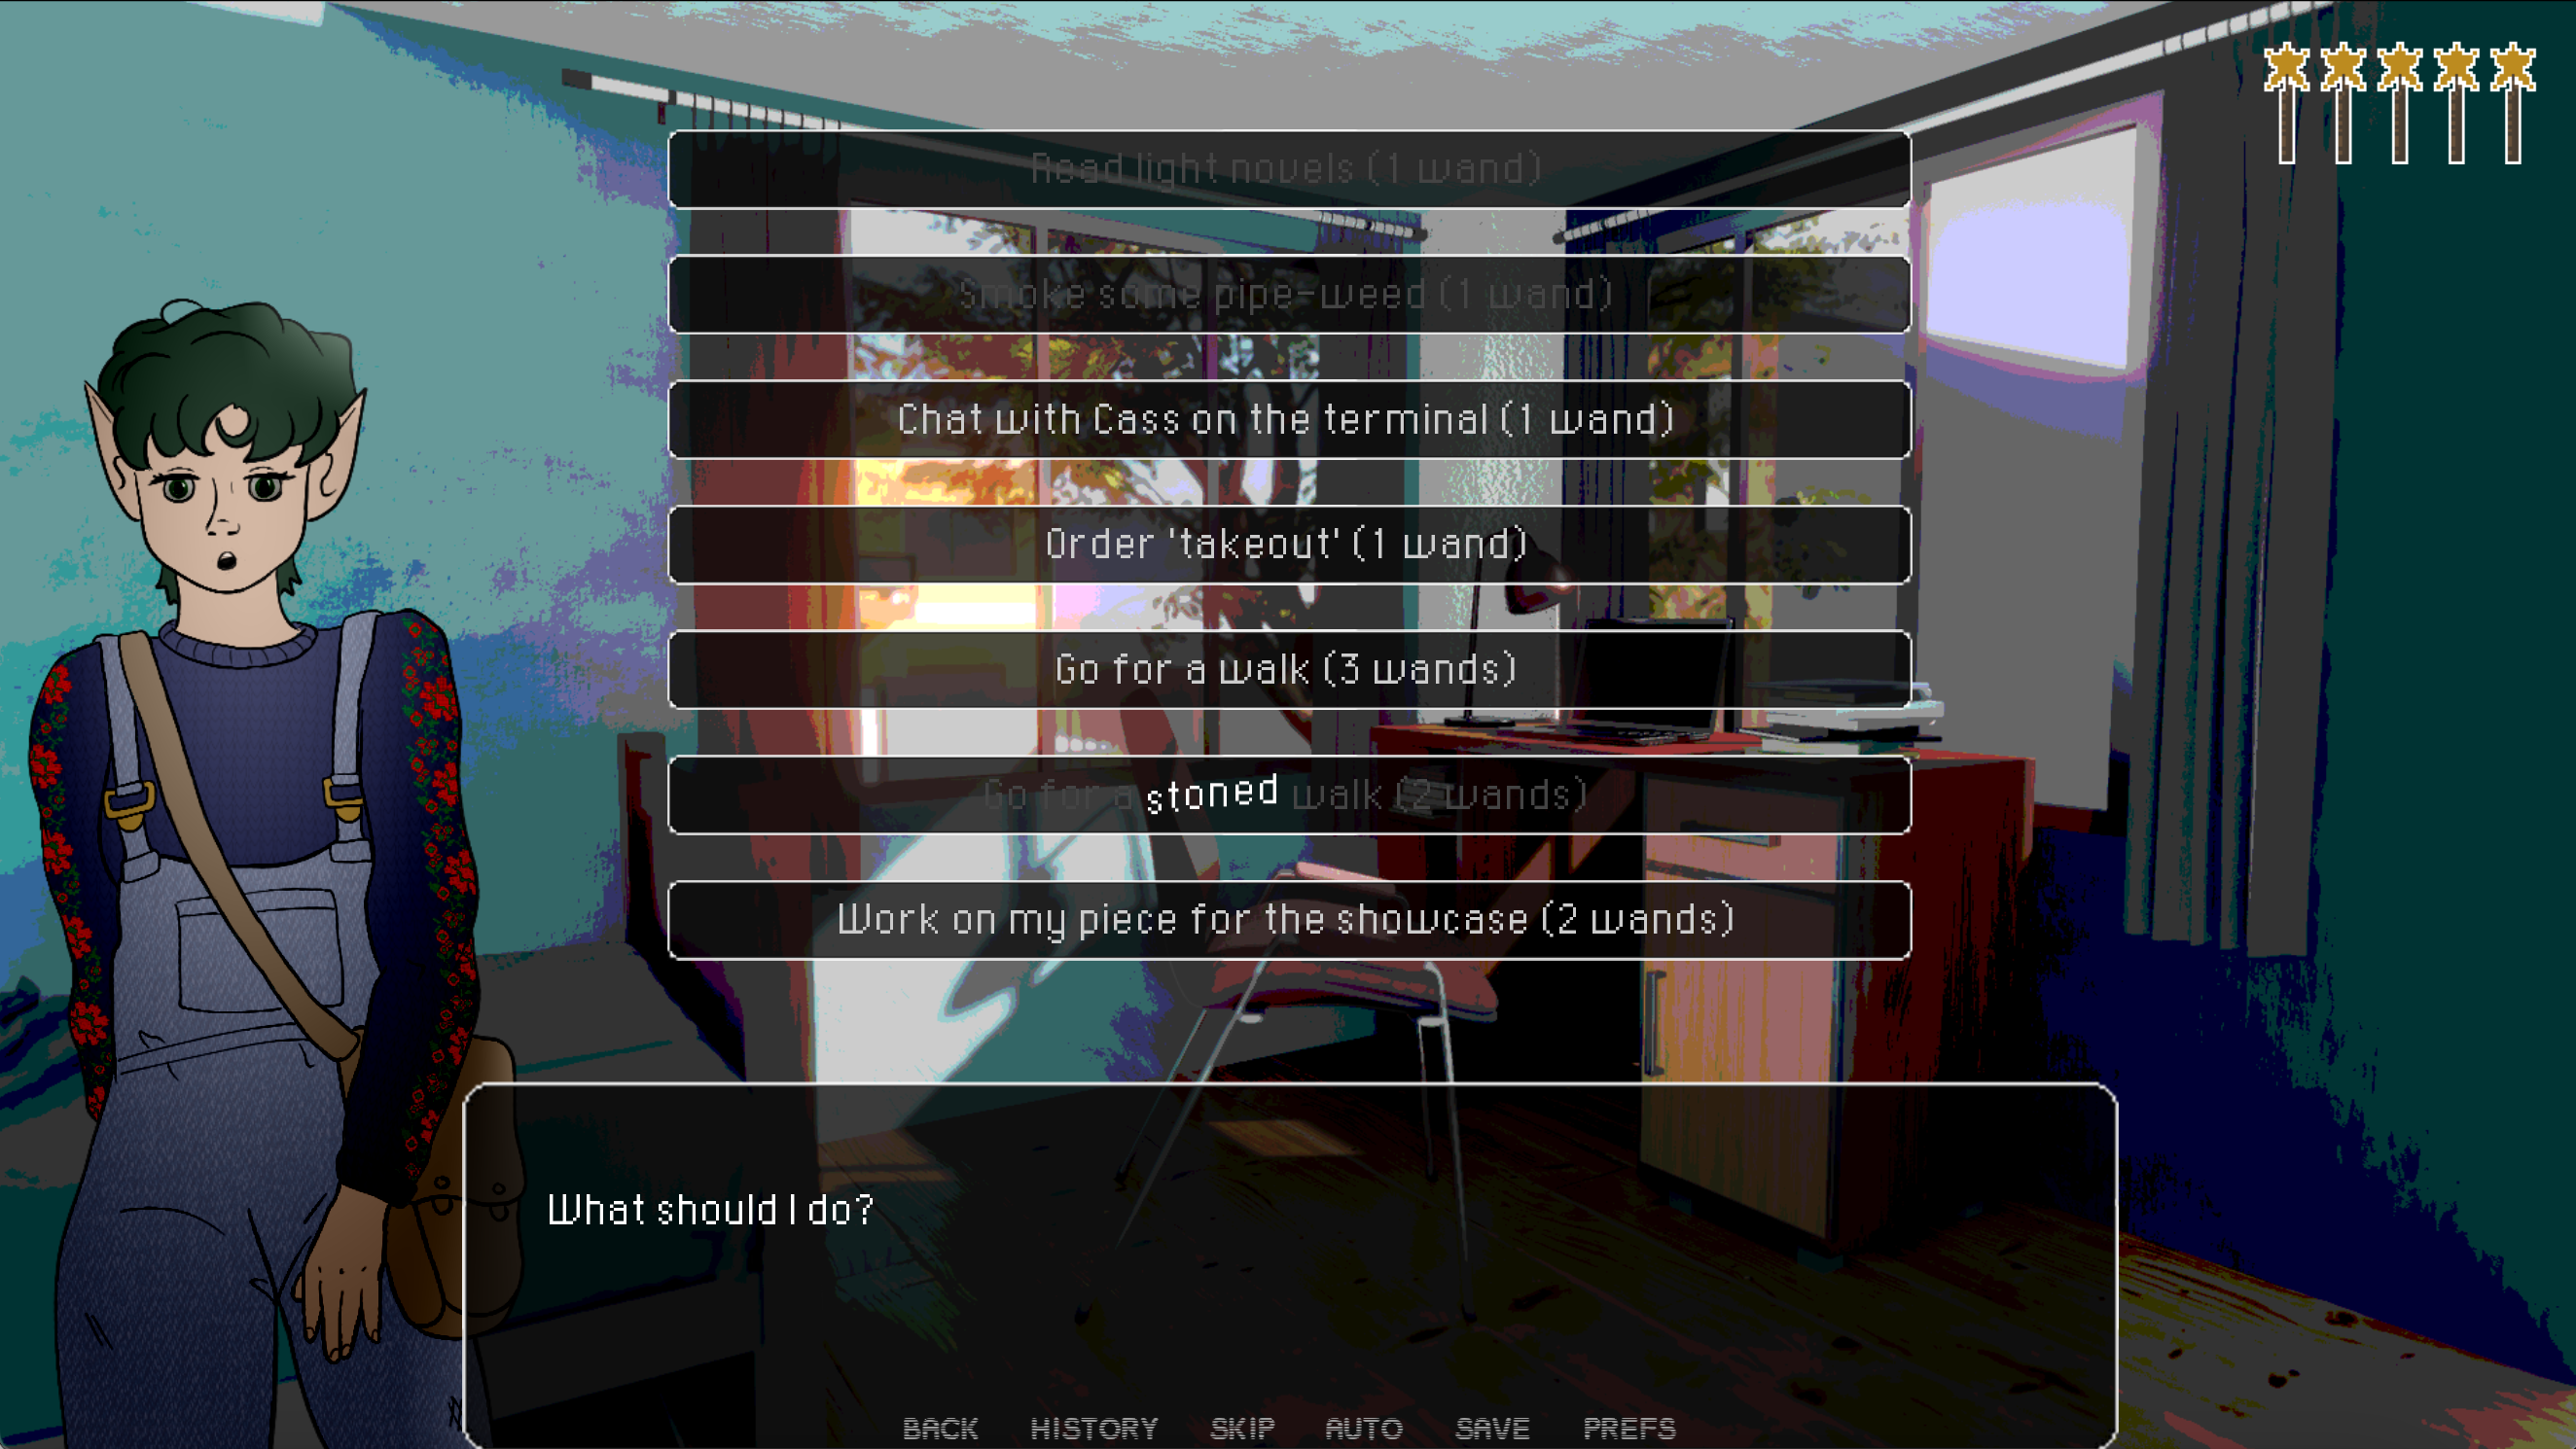 Read light novels (1 wand)
Smoke some pipe-weed (1 wand)
Chat with Cass on the terminal (1 wand)
Order 'takeout' (1 wand)
Go for a walk (3 wands)
Go for a stoned walk (2 wands)
Work on my piece for the showcase (2 wands)
What should I do?
BACK HISTORY SKIP AUTO SAVE PREFS